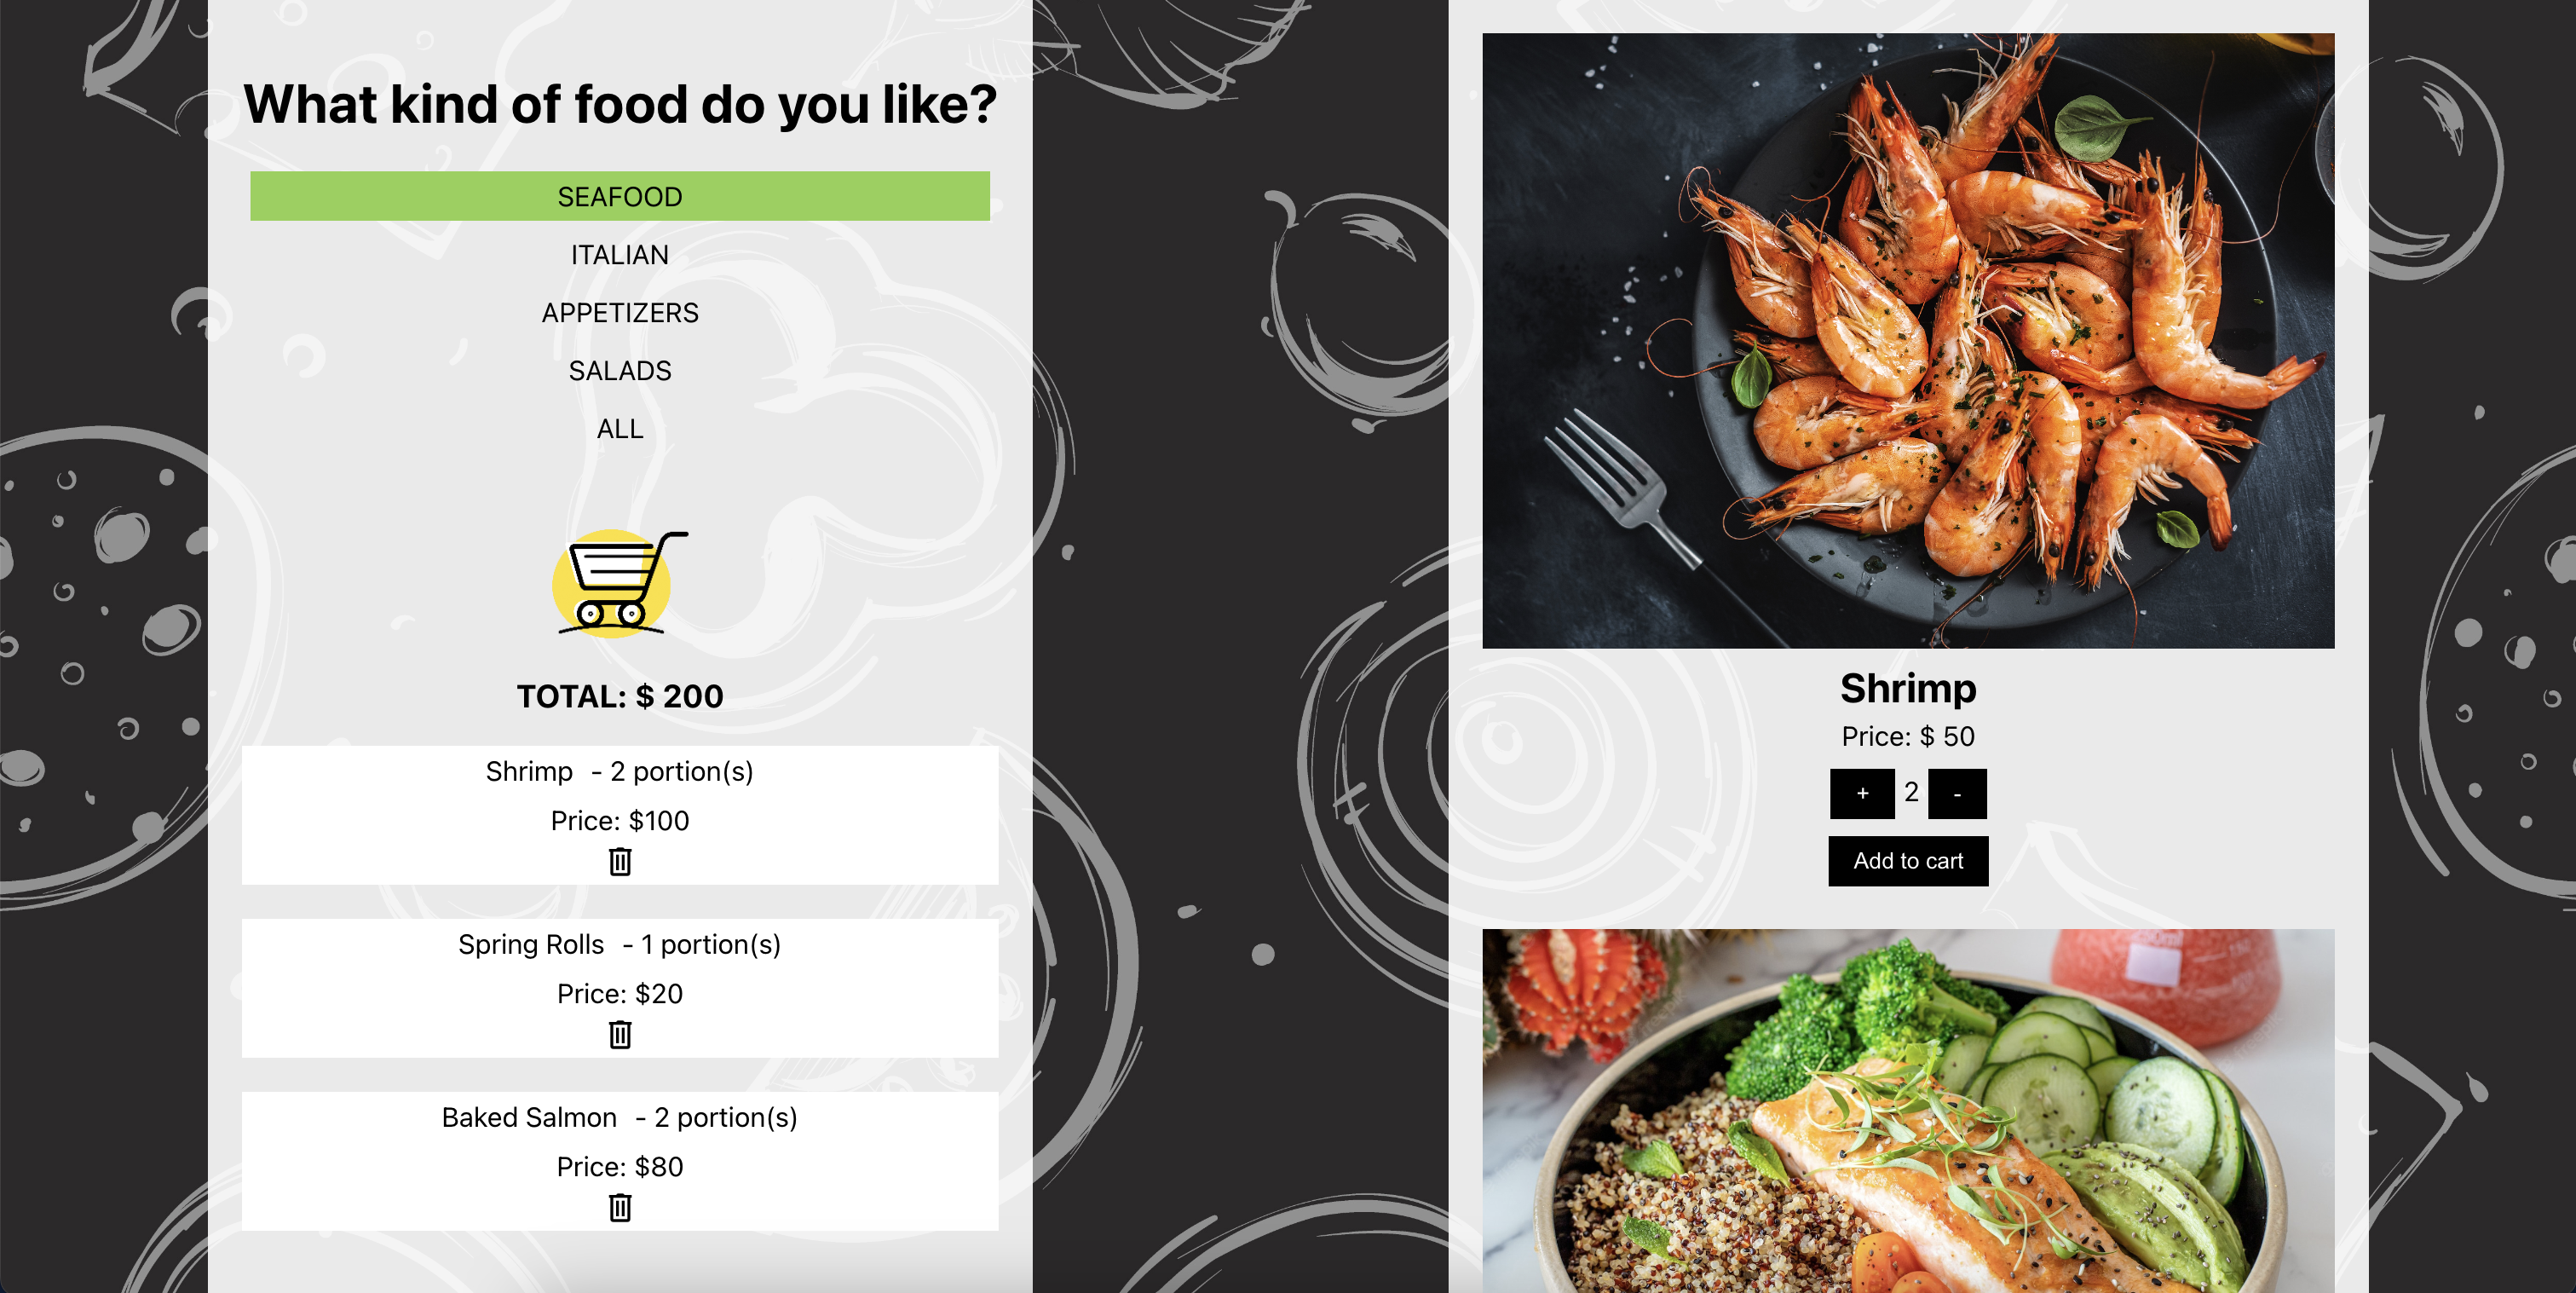 What kind of food do you like?
SEAFOOD
ITALIAN
APPETIZERS
SALADS
ALL
TOTAL: $ 200
Shrimp - 2 portion(s)
Price: $100
Spring Rolls - 1 portion(s)
Price: $20
Baked Salmon - 2 portion(s)
Price: $80
Shrimp
Price: $ 50
+ 2 -
Add to cart